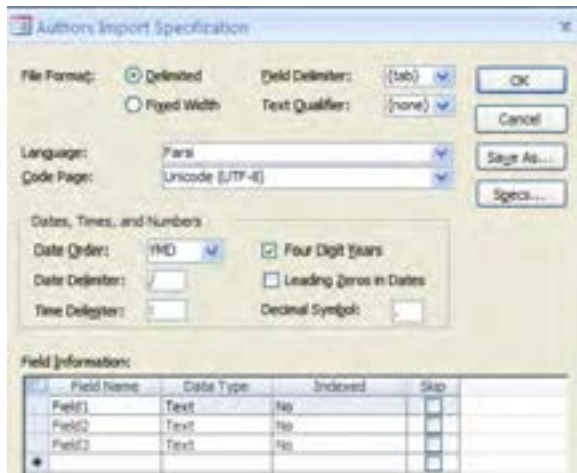 Authors Import Specification
File Format: Delimited Field Delimiter: {tab} OK
Fixed Width Text Qualifier: {none} Cancel
Language: Farsi Save As...
Code Page: Unicode (UTF-8) Specs...
Dates, Times, and Numbers
Date Order: YMD Four Digit Years
Date Delimiter: / Leading Zeros in Dates
Time Delimiter: : Decimal Symbol: .
Field Information:
Field Name Data Type Indexed Skip
Field1 Text No
Field2 Text No
Field3 Text No